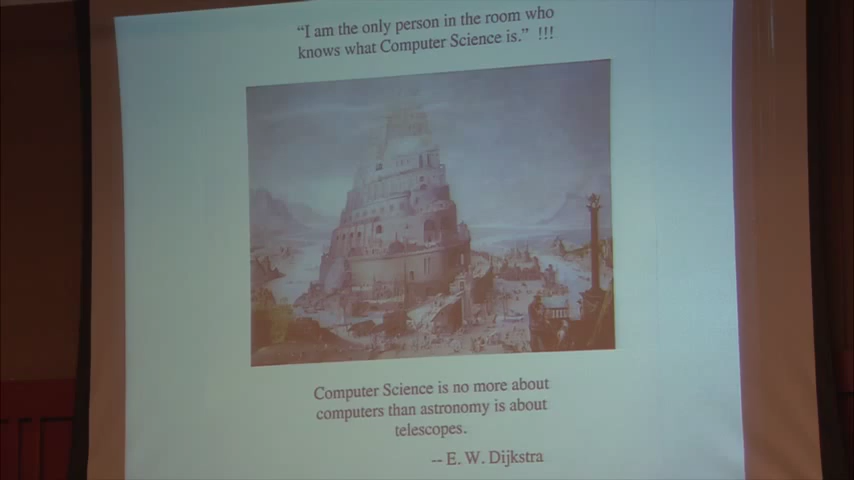 “I am the only person in the room who
knows what Computer Science is.” !!!
Computer Science is no more about
computers than astronomy is about
telescopes.
-- E. W. Dijkstra